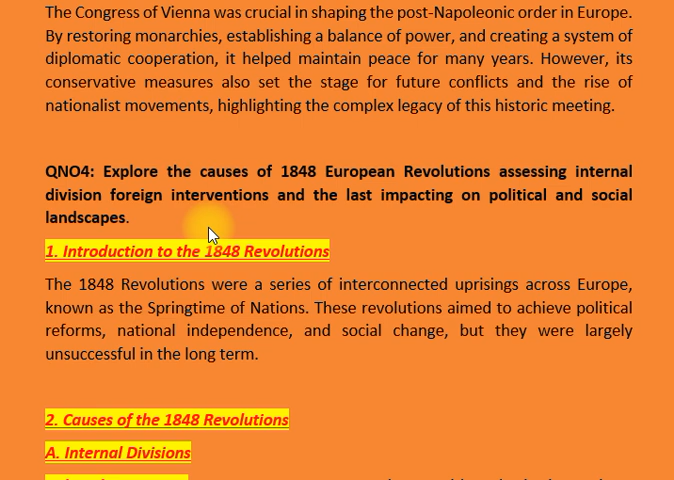 The Congress of Vienna was crucial in shaping the post-Napoleonic order in Europe.
By restoring monarchies, establishing a balance of power, and creating a system of
diplomatic cooperation, it helped maintain peace for many years. However, its
conservative measures also set the stage for future conflicts and the rise of
nationalist movements, highlighting the complex legacy of this historic meeting.
QNO4: Explore the causes of 1848 European Revolutions assessing internal
division foreign interventions and the last impacting on political and social
landscapes.
1. Introduction to the 1848 Revolutions
The 1848 Revolutions were a series of interconnected uprisings across Europe,
known as the Springtime of Nations. These revolutions aimed to achieve political
reforms, national independence, and social change, but they were largely
unsuccessful in the long term.
2. Causes of the 1848 Revolutions
A. Internal Divisions